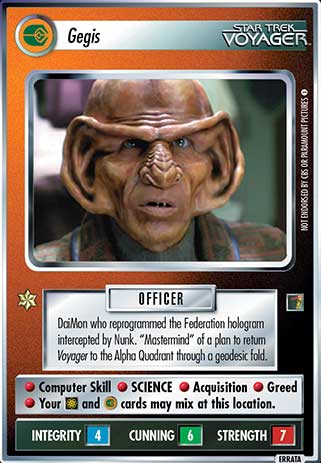 Gegis
STAR TREK
VOYAGER
NOT ENDORSED BY CBS OR PARAMOUNT PICTURES
OFFICER
DaiMon who reprogrammed the Federation hologram
intercepted by Nunk. "Mastermind" of a plan to return
Voyager to the Alpha Quadrant through a geodesic fold.
Computer Skill SCIENCE Acquisition Greed
Your and cards may mix at this location.
INTEGRITY 4 CUNNING 6 STRENGTH 7
ERRATA